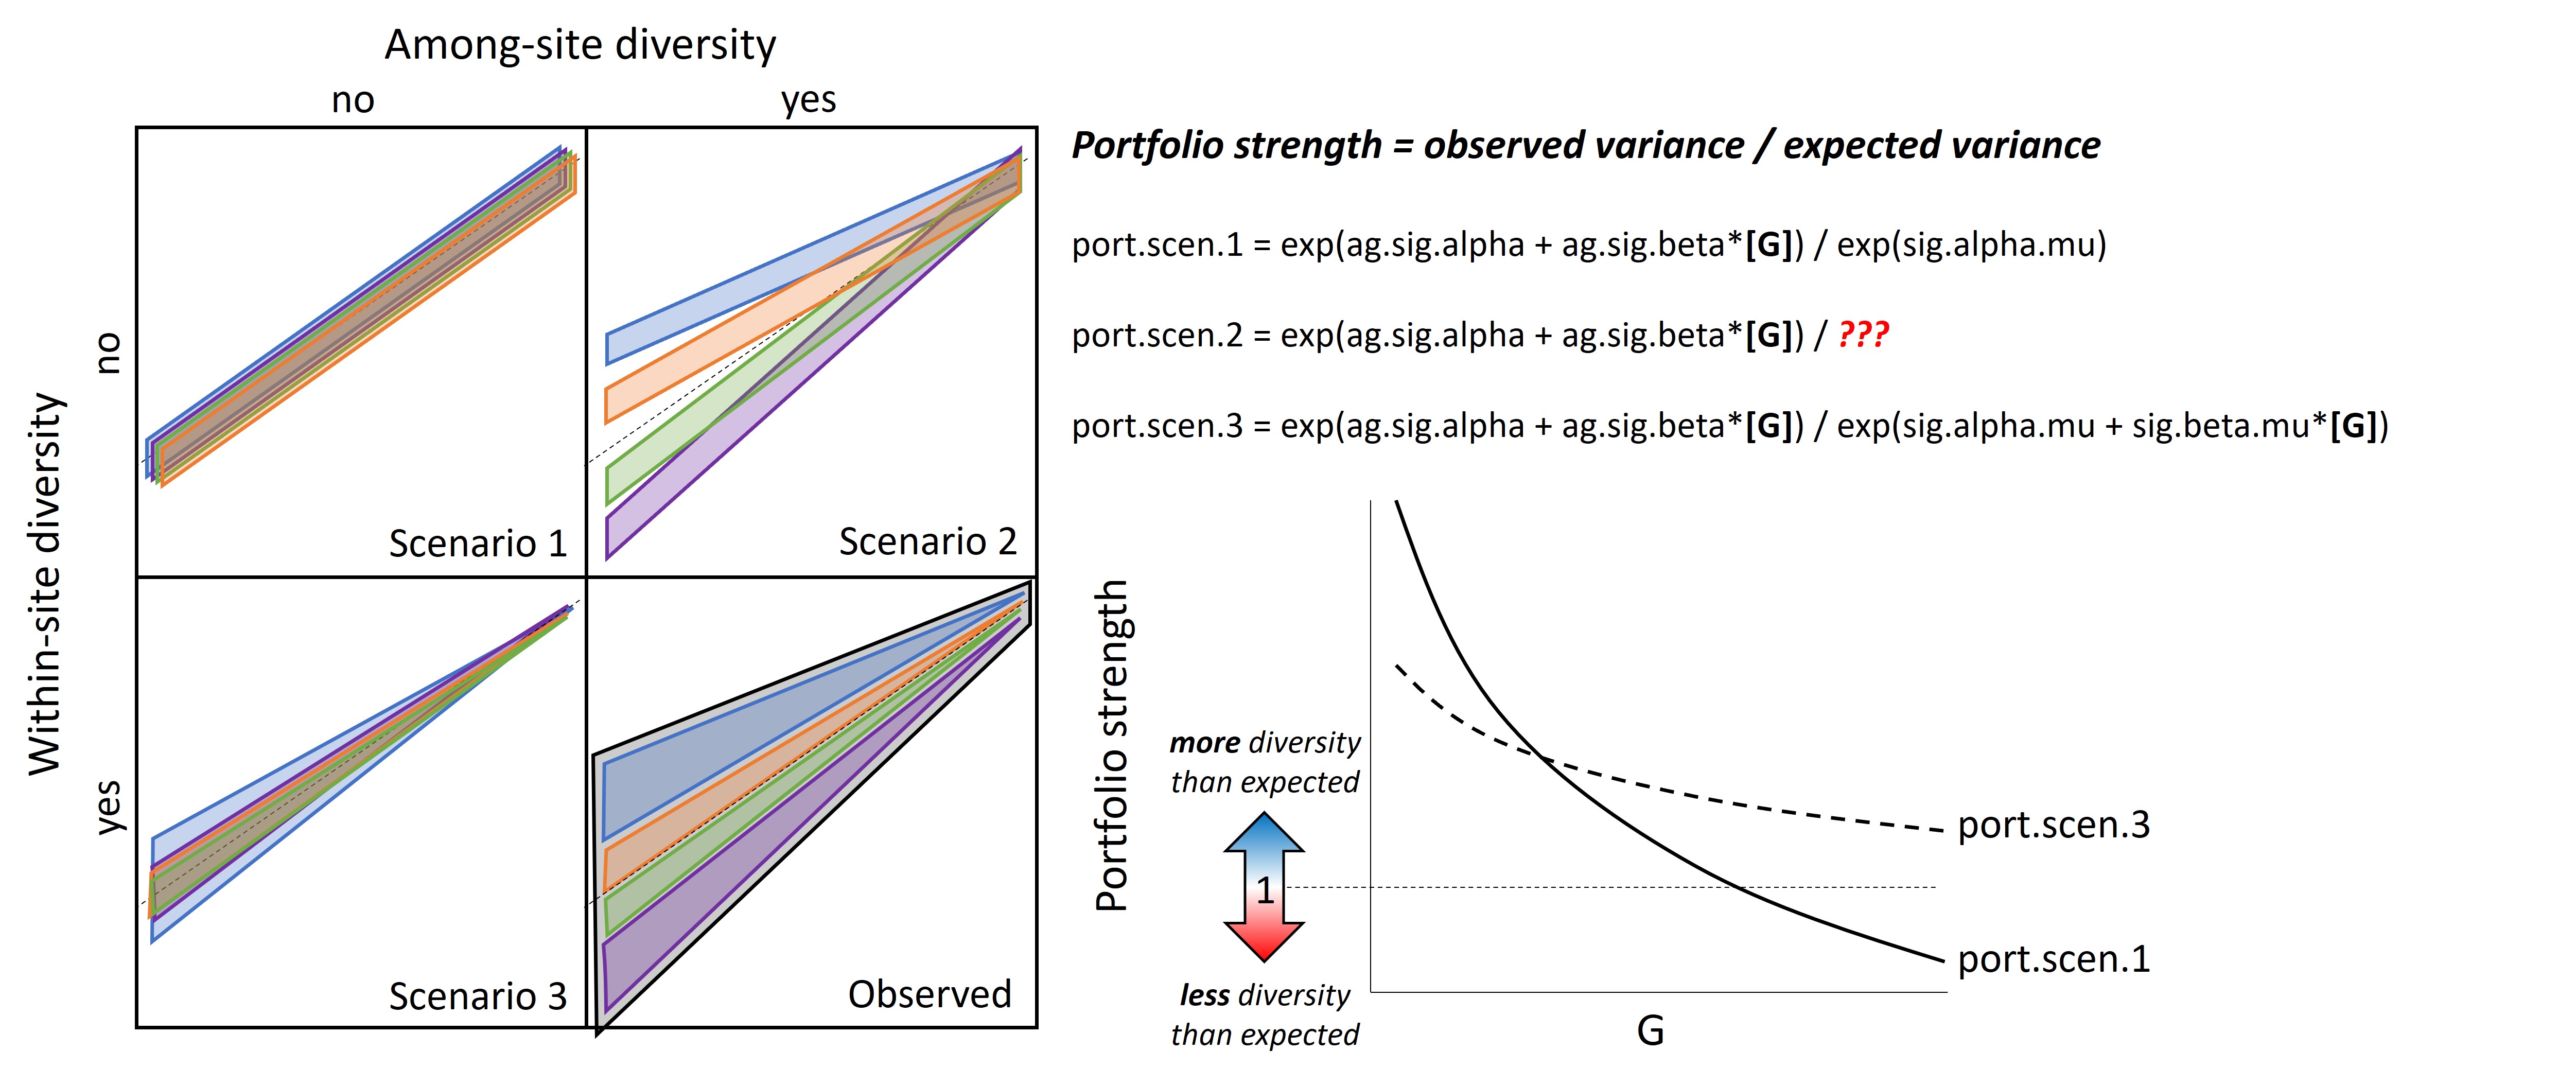 Among-site diversity
no
yes
Within-site diversity
no
yes
Scenario 1
Scenario 2
Scenario 3
Observed
Portfolio strength = observed variance / expected variance
port.scen.1 = exp(ag.sig.alpha + ag.sig.beta*[G]) / exp(sig.alpha.mu)
port.scen.2 = exp(ag.sig.alpha + ag.sig.beta*[G]) / ???
port.scen.3 = exp(ag.sig.alpha + ag.sig.beta*[G]) / exp(sig.alpha.mu + sig.beta.mu*[G])
Portfolio strength
more diversity
than expected
1
less diversity
than expected
port.scen.3
port.scen.1
G